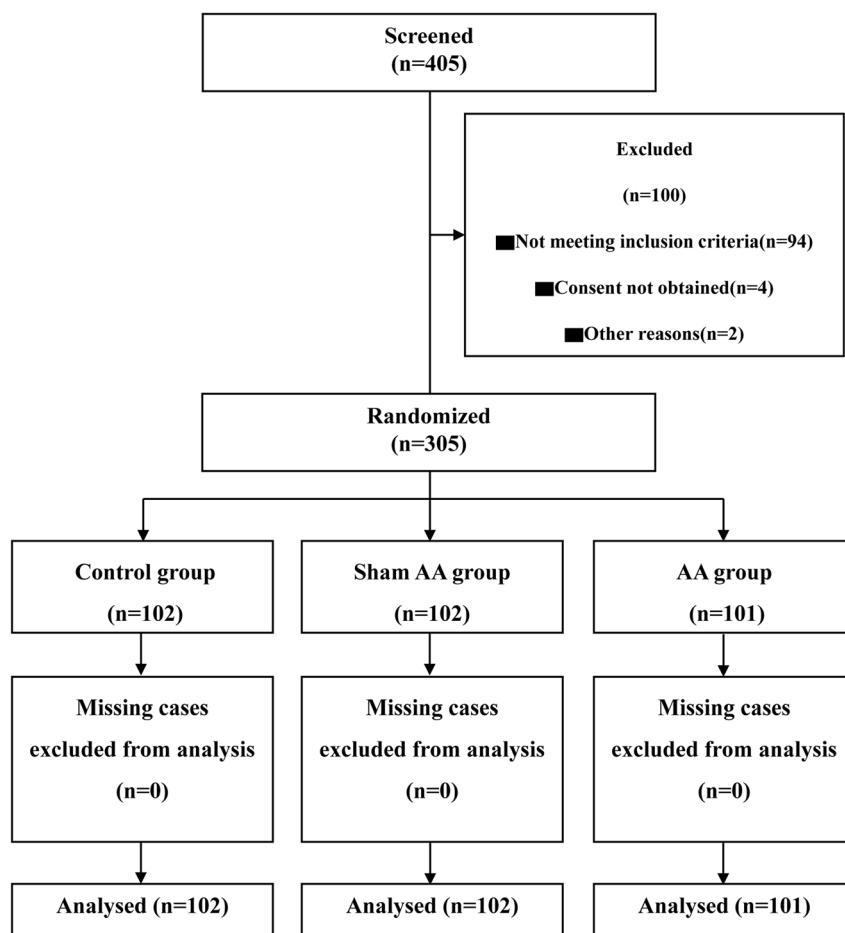 Screened
(n=405)
Excluded
(n=100)
Not meeting inclusion criteria(n=94)
Consent not obtained(n=4)
Other reasons(n=2)
Randomized
(n=305)
Control group
(n=102)
Sham AA group
(n=102)
AA group
(n=101)
Missing cases
excluded from analysis
(n=0)
Missing cases
excluded from analysis
(n=0)
Missing cases
excluded from analysis
(n=0)
Analysed (n=102)
Analysed (n=102)
Analysed (n=101)